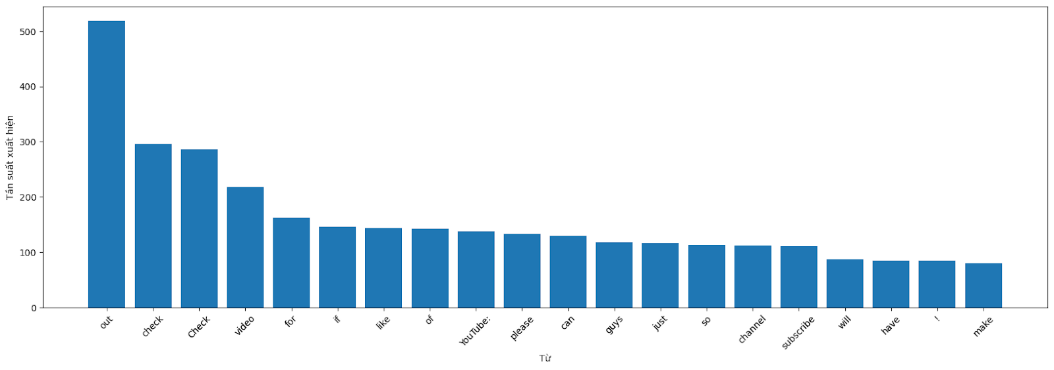 500
400
300
200
100
0
Tần suất xuất hiện
out
check
Check
video
for
if
like
of
YouTube:
please
can
guys
just
so
channel
subscribe
will
have
!
make
Từ